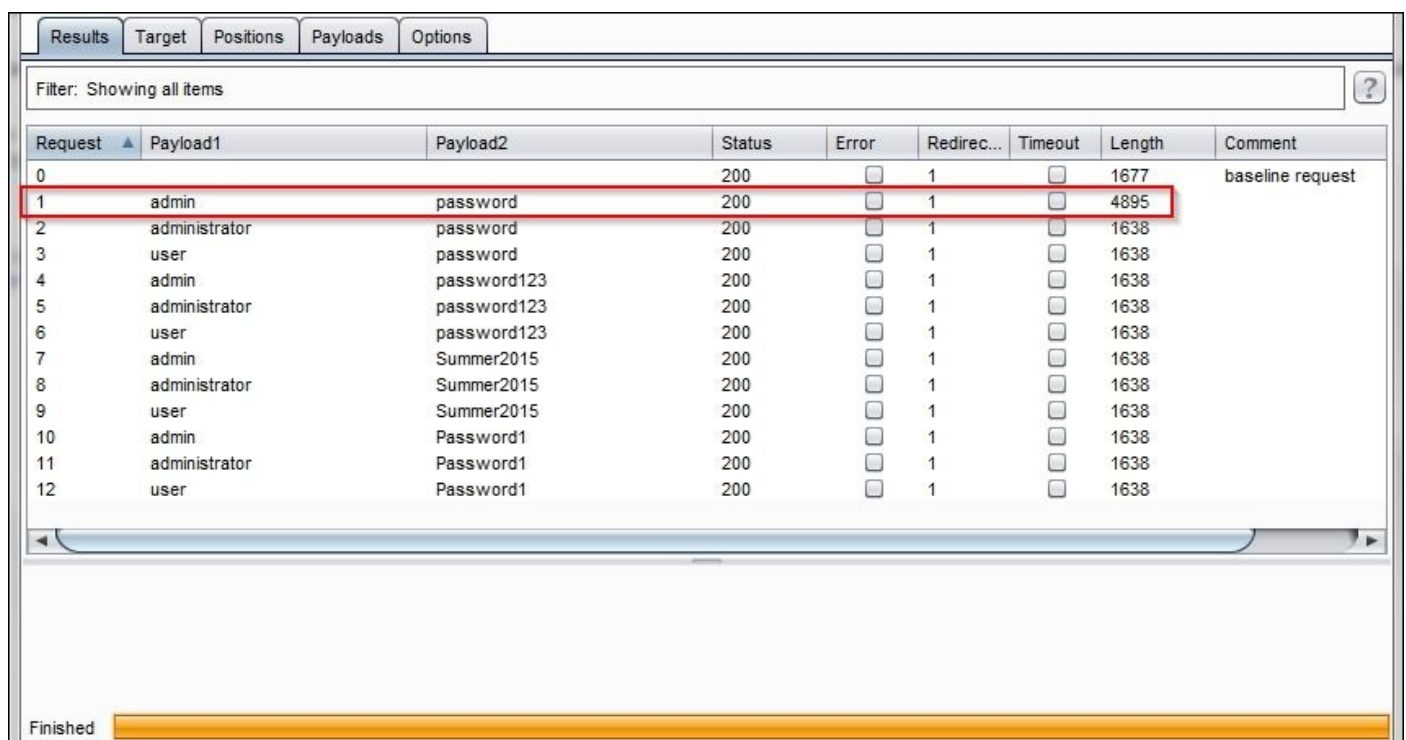 Results Target Positions Payloads Options
Filter: Showing all items ?
Request Payload1 Payload2 Status Error Redirec... Timeout Length Comment
0 200 1 1677 baseline request
1 admin password 200 1 4895
2 administrator password 200 1 1638
3 user password 200 1 1638
4 admin password123 200 1 1638
5 administrator password123 200 1 1638
6 user password123 200 1 1638
7 admin Summer2015 200 1 1638
8 administrator Summer2015 200 1 1638
9 user Summer2015 200 1 1638
10 admin Password1 200 1 1638
11 administrator Password1 200 1 1638
12 user Password1 200 1 1638
Finished